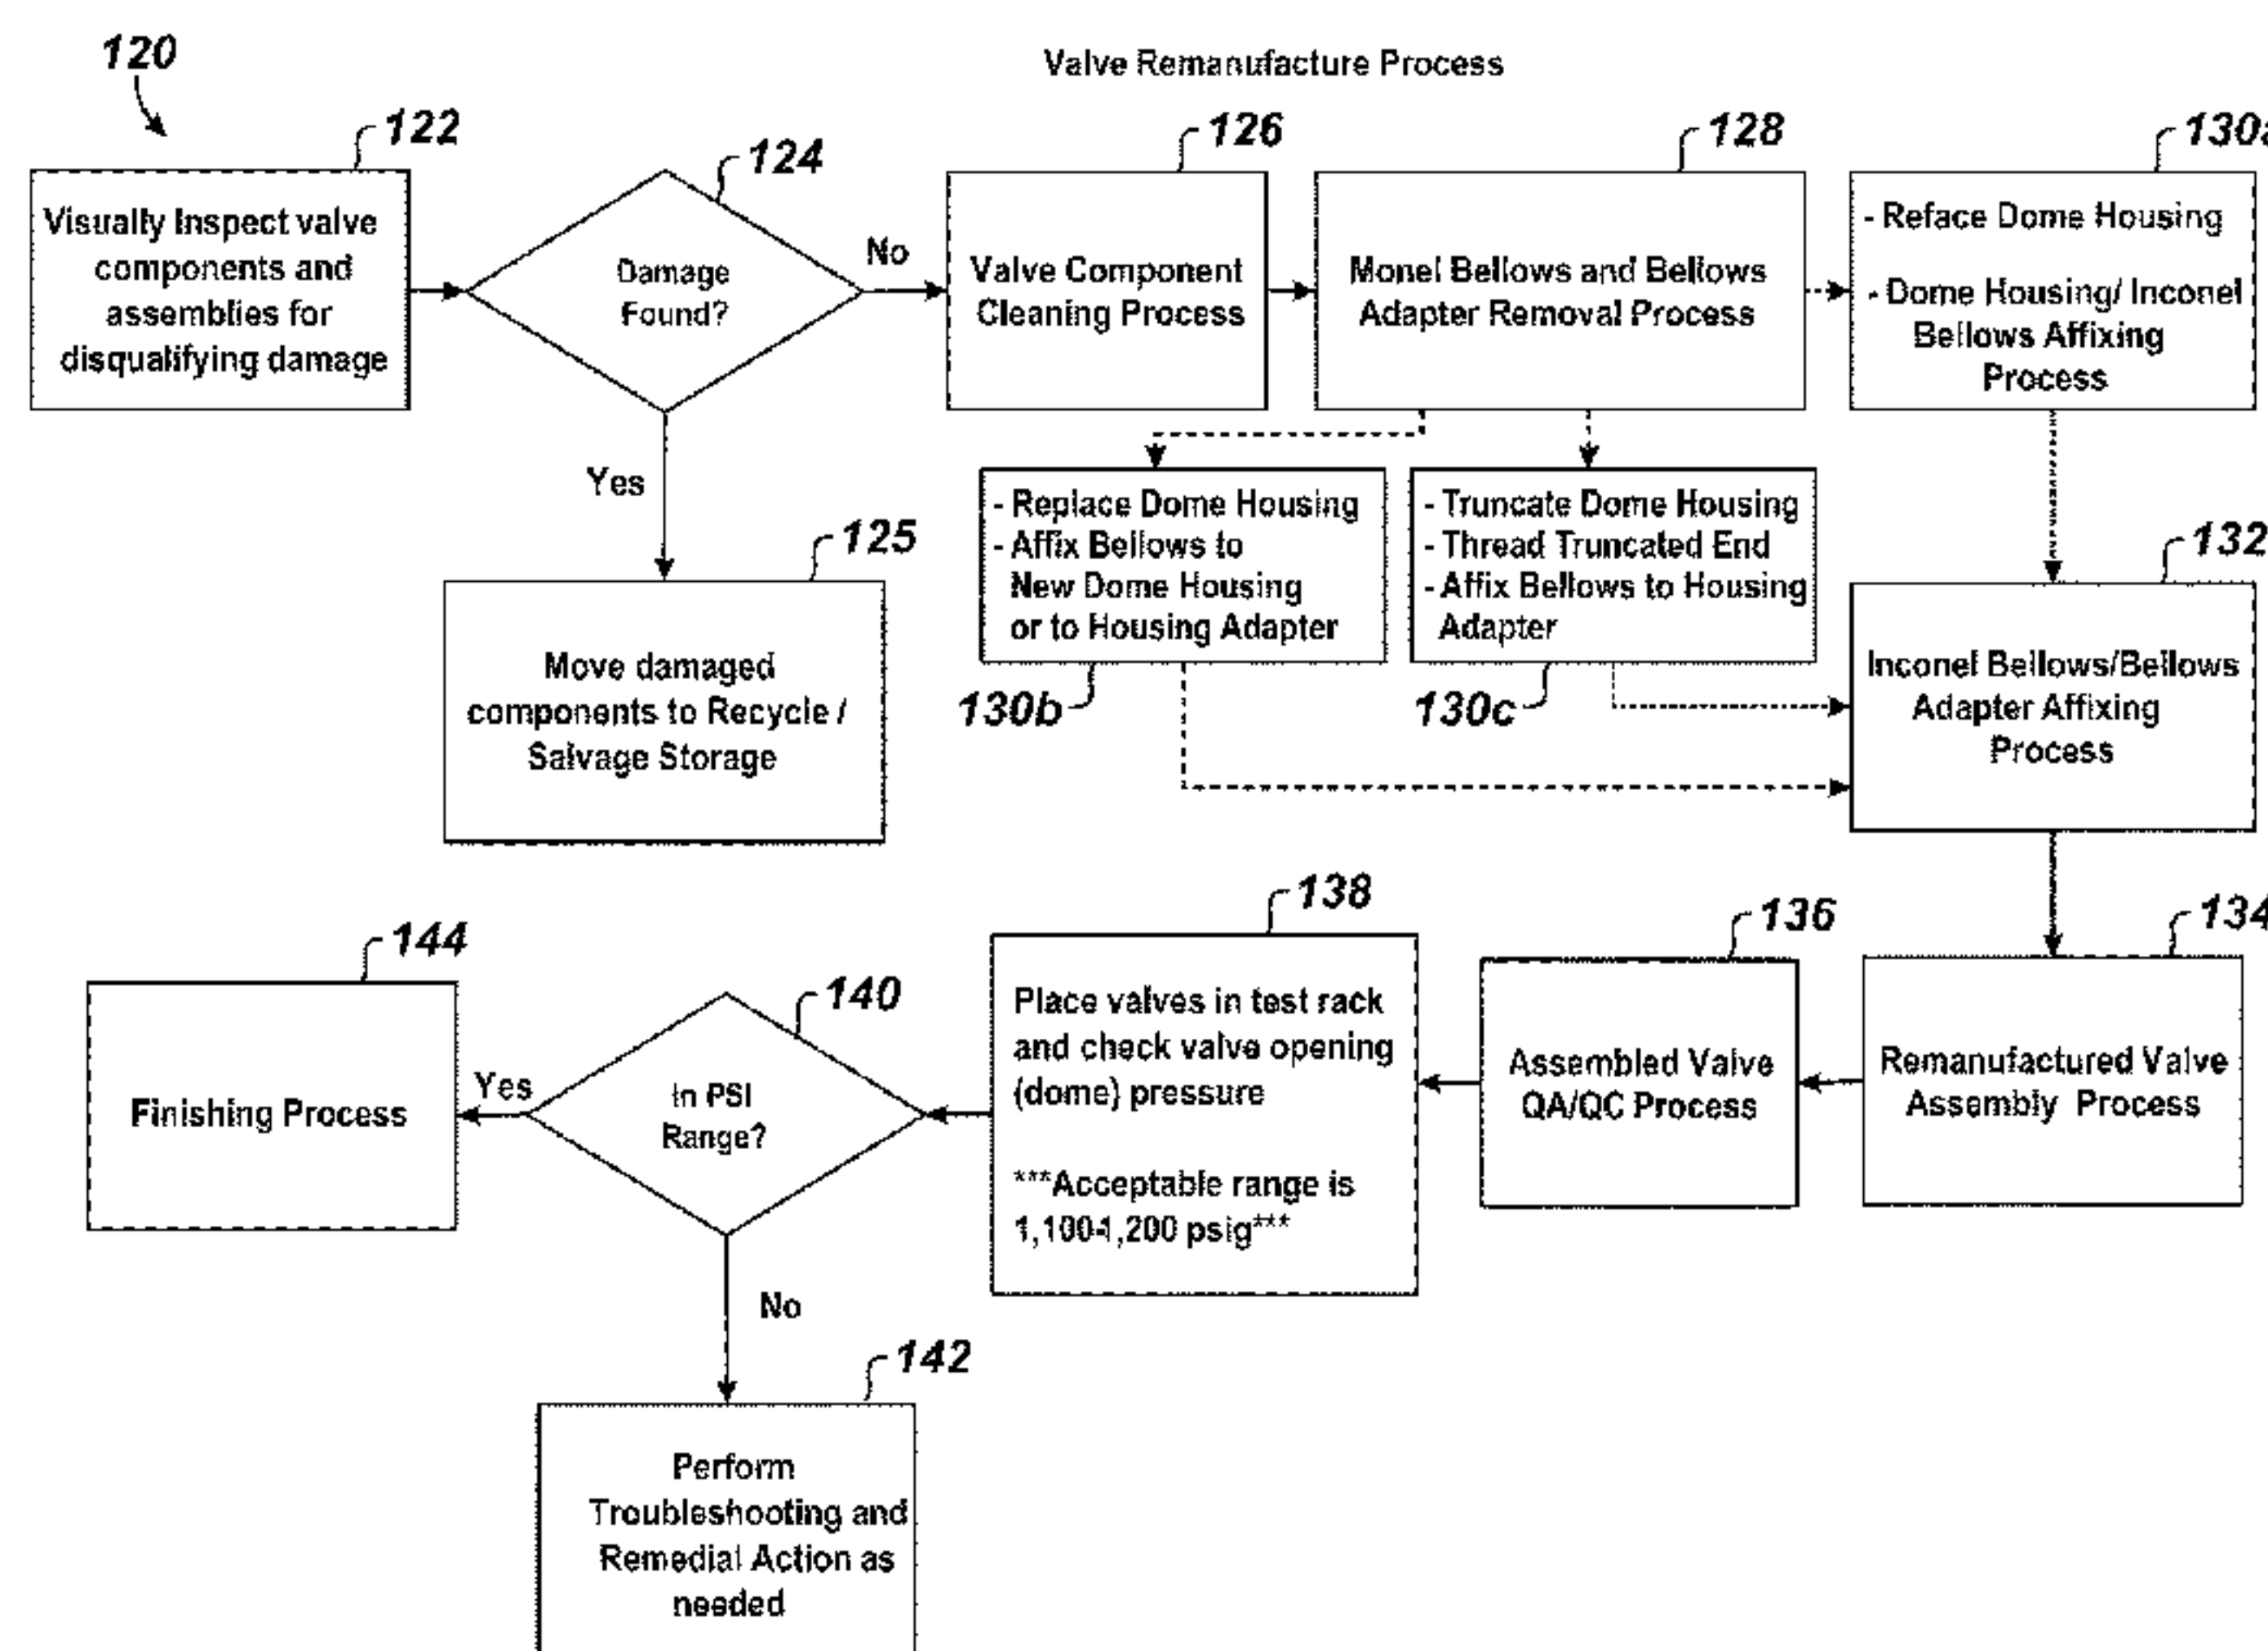 120
Valve Remanufacture Process
122
124
126
128
130a
Visually Inspect valve
components and
assemblies for
disqualifying damage
Damage
Found?
No
Valve Component
Cleaning Process
Monel Bellows and Bellows
Adapter Removal Process
- Reface Dome Housing
- Dome Housing/ Inconel
Bellows Affixing
Process
Yes
- Replace Dome Housing
- Affix Bellows to
New Dome Housing
or to Housing Adapter
- Truncate Dome Housing
- Thread Truncated End
- Affix Bellows to Housing
Adapter
125
132
Move damaged
components to Recycle /
Salvage Storage
130b
130c
Inconel Bellows/Bellows
Adapter Affixing
Process
144
140
138
136
134
Finishing Process
Yes
In PSI
Range?
Place valves in test rack
and check valve opening
(dome) pressure
***Acceptable range is
1,100-1,200 psig***
Assembled Valve
QA/QC Process
Remanufactured Valve
Assembly Process
No
142
Perform
Troubleshooting and
Remedial Action as
needed